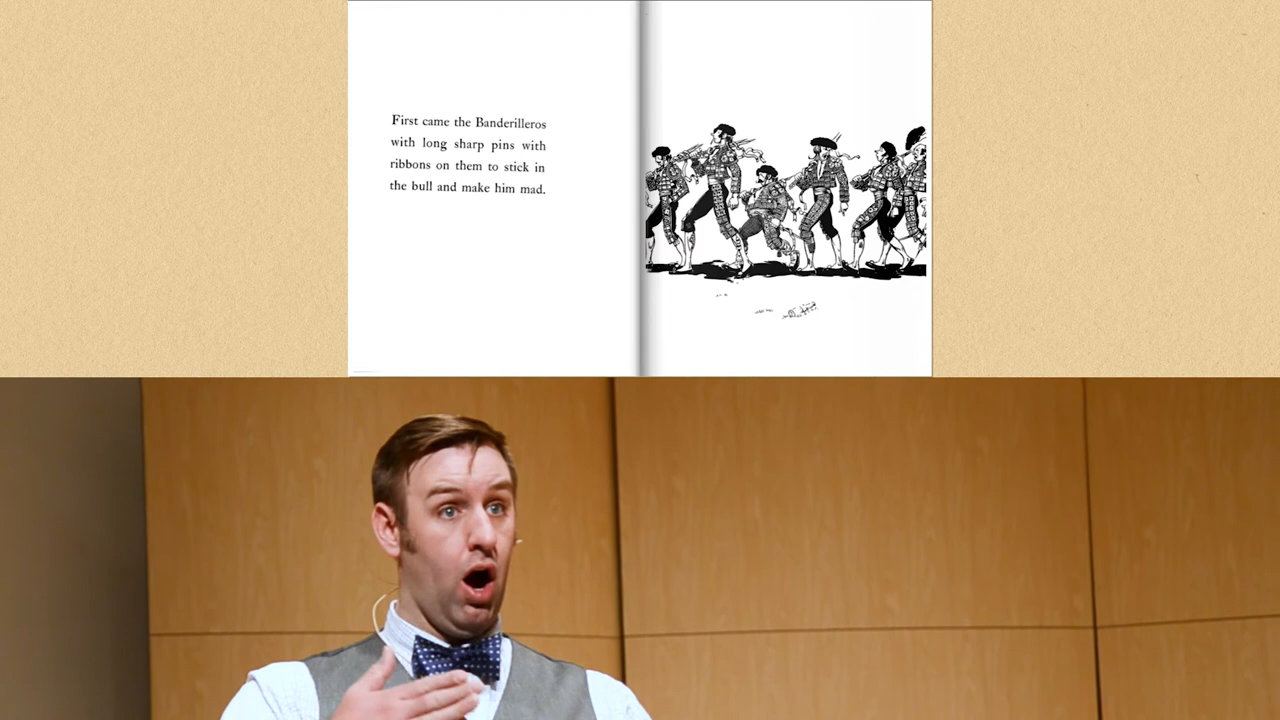 First came the Banderilleros
with long sharp pins with
ribbons on them to stick in
the bull and make him mad.